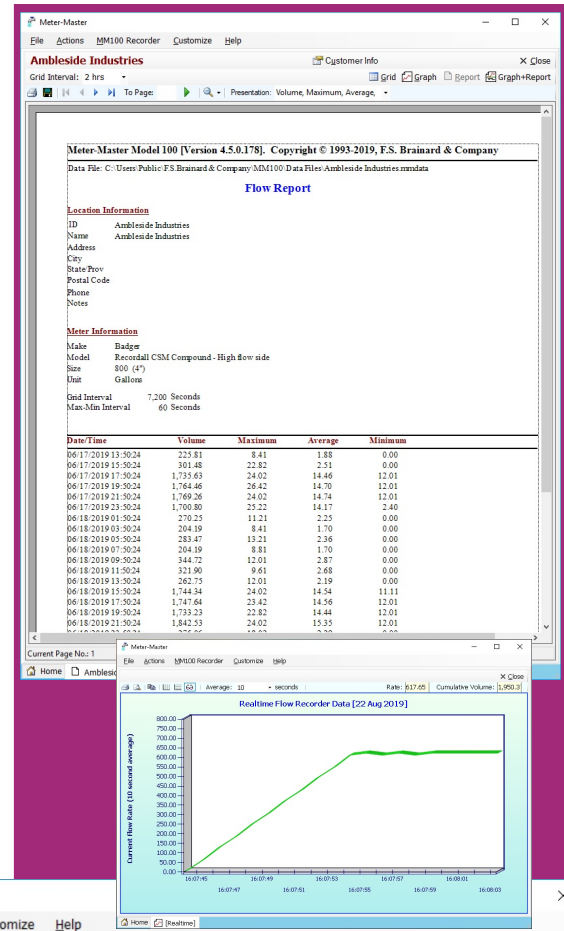 Meter-Master
File Actions MM100 Recorder Customize Help
Ambleside Industries Customer Info Close
Grid Interval: 2 hrs Grid Graph Report Graph+Report
To Page: Presentation: Volume, Maximum, Average,
Meter-Master Model 100 [Version 4.5.0.178]. Copyright © 1993-2019, F.S. Brainard & Company
Data File: C:\Users\Public\F.S.Brainard & Company\MM100\Data Files\Ambleside Industries.mmdata
Flow Report
Location Information
ID Ambleside Industries
Name Ambleside Industries
Address
City
State/Prov
Postal Code
Phone
Notes
Meter Information
Make Badger
Model Recordall CSM Compound - High flow side
Size 800 (4")
Unit Gallons
Grid Interval 7,200 Seconds
Max-Min Interval 60 Seconds
Date/Time Volume Maximum Average Minimum
06/17/2019 13:50:24 225.81 8.41 1.88 0.00
06/17/2019 15:50:24 301.48 22.82 2.51 0.00
06/17/2019 17:50:24 1,735.63 24.02 14.46 12.01
06/17/2019 19:50:24 1,764.46 26.42 14.70 12.01
06/17/2019 21:50:24 1,769.26 24.02 14.74 12.01
06/17/2019 23:50:24 1,700.80 25.22 14.17 2.40
06/18/2019 01:50:24 270.25 11.21 2.25 0.00
06/18/2019 03:50:24 204.19 8.41 1.70 0.00
06/18/2019 05:50:24 283.47 13.21 2.36 0.00
06/18/2019 07:50:24 204.19 8.81 1.70 0.00
06/18/2019 09:50:24 344.72 12.01 2.87 0.00
06/18/2019 11:50:24 321.90 9.61 2.68 0.00
06/18/2019 13:50:24 262.75 12.01 2.19 0.00
06/18/2019 15:50:24 1,744.34 24.02 14.54 11.11
06/18/2019 17:50:24 1,747.64 23.42 14.56 12.01
06/18/2019 19:50:24 1,733.23 22.82 14.44 12.01
06/18/2019 21:50:24 1,842.53 24.02 15.35 12.01
Current Page No.: 1
Home Amblesid
Meter-Master
File Actions MM100 Recorder Customize Help
Close
Average: 10 seconds Rate: 617.65 Cumulative Volume: 1,950.3
Realtime Flow Recorder Data [22 Aug 2019]
Current Flow Rate (10 second average)
800.00
750.00
700.00
650.00
600.00
550.00
500.00
450.00
400.00
350.00
300.00
250.00
200.00
150.00
100.00
50.00
0.00
16:07:45 16:07:49 16:07:53 16:07:57 16:08:01
16:07:47 16:07:51 16:07:55 16:07:59 16:08:03
Home [Realtime]
omize Help